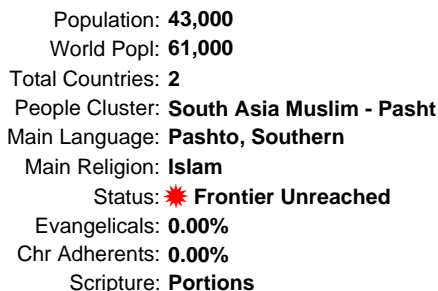 Population: 43,000
World Popl: 61,000
Total Countries: 2
People Cluster: South Asia Muslim - Pasht
Main Language: Pashto, Southern
Main Religion: Islam
Status: Frontier Unreached
Evangelicals: 0.00%
Chr Adherents: 0.00%
Scripture: Portions